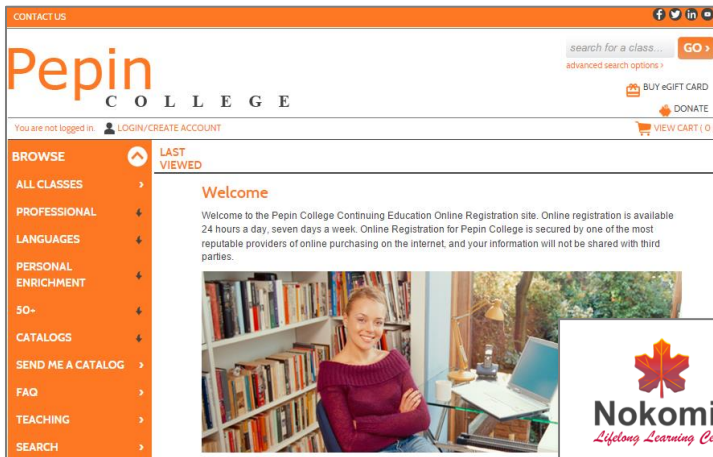 CONTACT US
search for a class...
GO ›
advanced search options ›
Pepin
COLLEGE
BUY eGIFT CARD
DONATE
You are not logged in.
LOGIN/CREATE ACCOUNT
VIEW CART ( 0
BROWSE
ALL CLASSES
PROFESSIONAL
LANGUAGES
PERSONAL
ENRICHMENT
50+
CATALOGS
SEND ME A CATALOG
FAQ
TEACHING
SEARCH
LAST
VIEWED
Welcome
Welcome to the Pepin College Continuing Education Online Registration site. Online registration is available
24 hours a day, seven days a week. Online Registration for Pepin College is secured by one of the most
reputable providers of online purchasing on the internet, and your information will not be shared with third
parties.
Nokomi
Lifelong Learning Ce